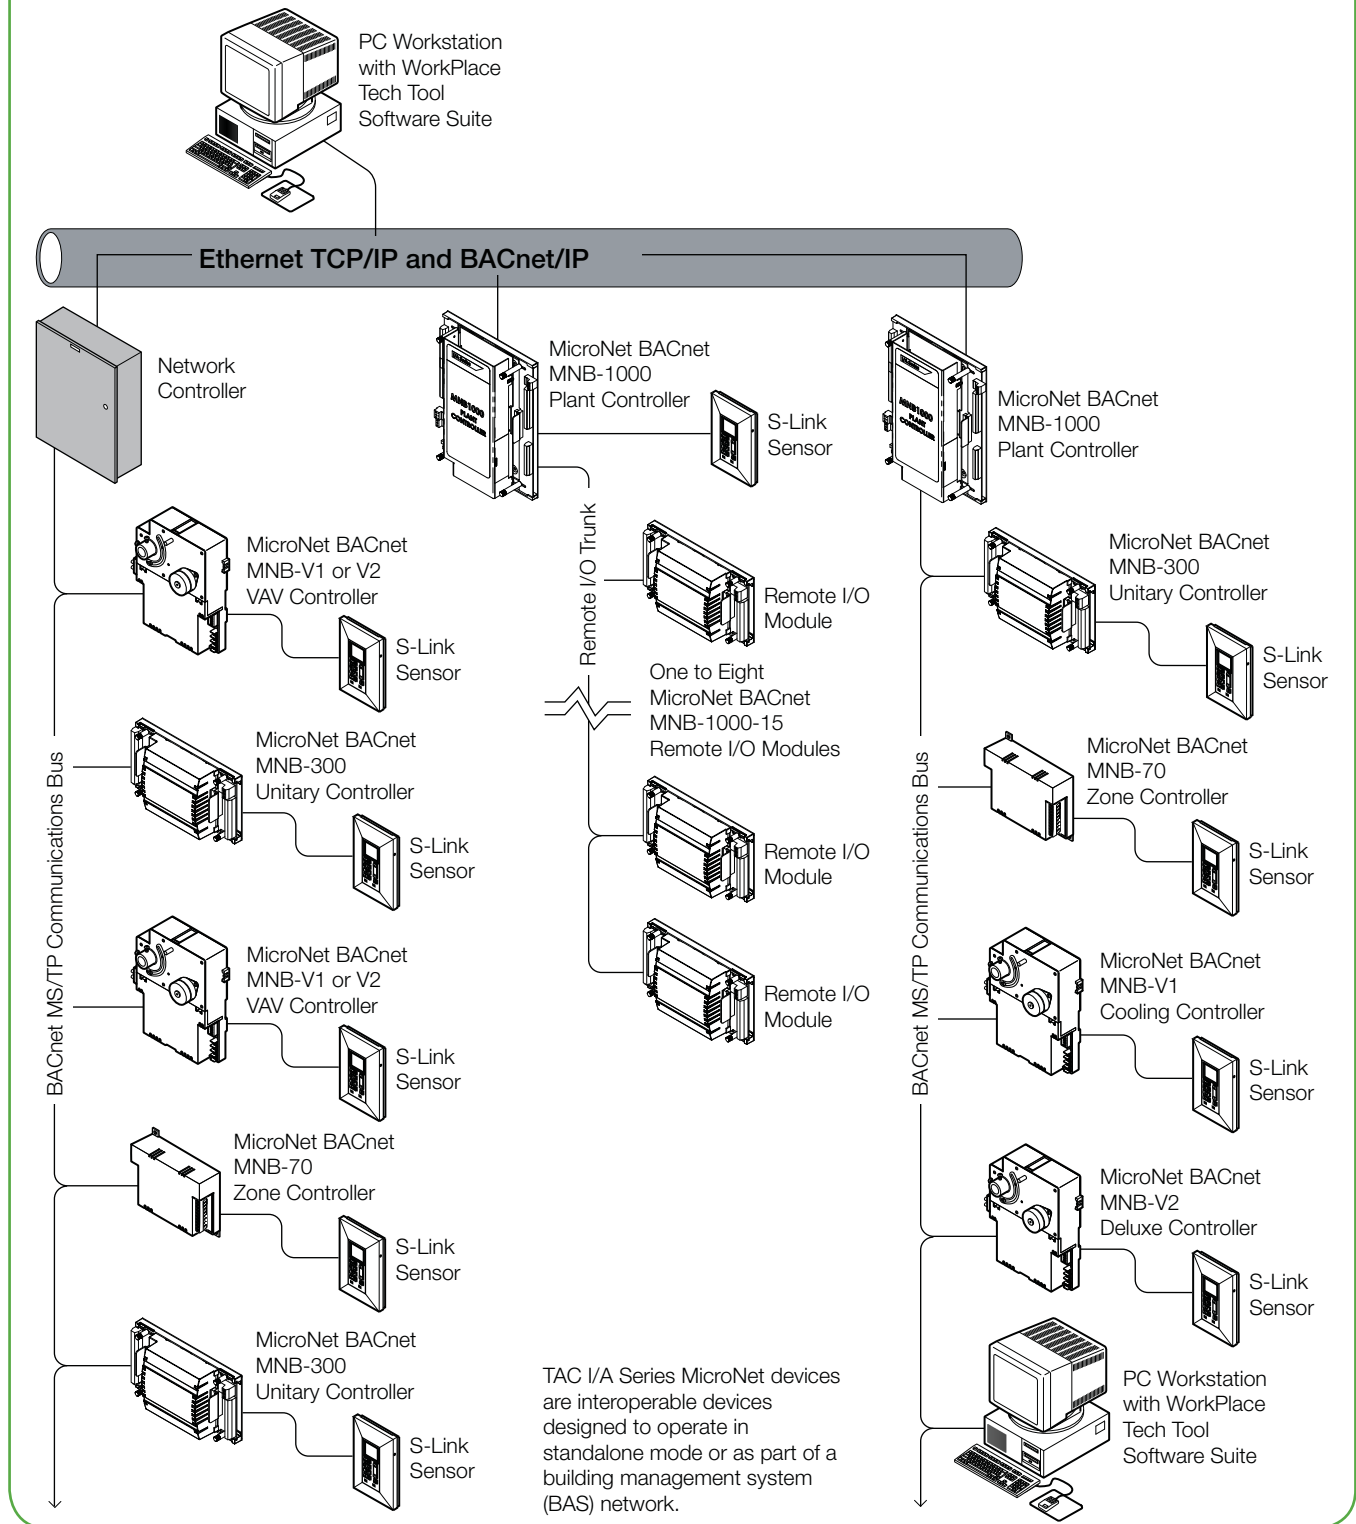 PC Workstation
with WorkPlace
Tech Tool
Software Suite
Ethernet TCP/IP and BACnet/IP
Network
Controller
MicroNet BACnet
MNB-1000
Plant Controller
MNB1000
PLANT
CONTROLLER
S-Link
Sensor
MNB1000
PLANT
CONTROLLER
MicroNet BACnet
MNB-1000
Plant Controller
BACnet MS/TP Communications Bus
MicroNet BACnet
MNB-V1 or V2
VAV Controller
S-Link
Sensor
MicroNet BACnet
MNB-300
Unitary Controller
S-Link
Sensor
MicroNet BACnet
MNB-V1 or V2
VAV Controller
S-Link
Sensor
MicroNet BACnet
MNB-70
Zone Controller
S-Link
Sensor
MicroNet BACnet
MNB-300
Unitary Controller
S-Link
Sensor
Remote I/O Trunk
Remote I/O
Module
One to Eight
MicroNet BACnet
MNB-1000-15
Remote I/O Modules
Remote I/O
Module
Remote I/O
Module
TAC I/A Series MicroNet devices
are interoperable devices
designed to operate in
standalone mode or as part of a
building management system
(BAS) network.
BACnet MS/TP Communications Bus
MicroNet BACnet
MNB-300
Unitary Controller
S-Link
Sensor
MicroNet BACnet
MNB-70
Zone Controller
S-Link
Sensor
MicroNet BACnet
MNB-V1
Cooling Controller
S-Link
Sensor
MicroNet BACnet
MNB-V2
Deluxe Controller
S-Link
Sensor
PC Workstation
with WorkPlace
Tech Tool
Software Suite